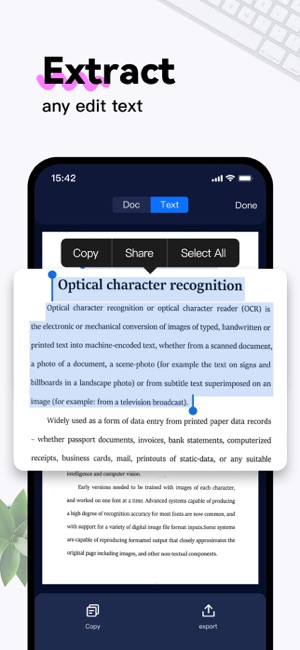 Extract
any edit text
15:42
Doc Text Done
Copy Share Select All
Optical character recognition
Optical character recognition or optical character reader (OCR) is
the electronic or mechanical conversion of images of typed, handwritten or
printed text into machine-encoded text, whether from a scanned document,
a photo of a document, a scene-photo (for example the text on signs and
billboards in a landscape photo) or from subtitle text superimposed on an
image (for example: from a television broadcast).
Widely used as a form of data entry from printed paper data records
– whether passport documents, invoices, bank statements, computerized
receipts, business cards, mail, printouts of static-data, or any suitable
intelligence and computer vision.
Early versions needed to be trained with images of each character,
and worked on one font at a time. Advanced systems capable of producing
a high degree of recognition accuracy for most fonts are now common, and
with support for a variety of digital image file format inputs.Some systems
are capable of reproducing formatted output that closely approximates the
original page including images, and other non-textual components.
Copy export